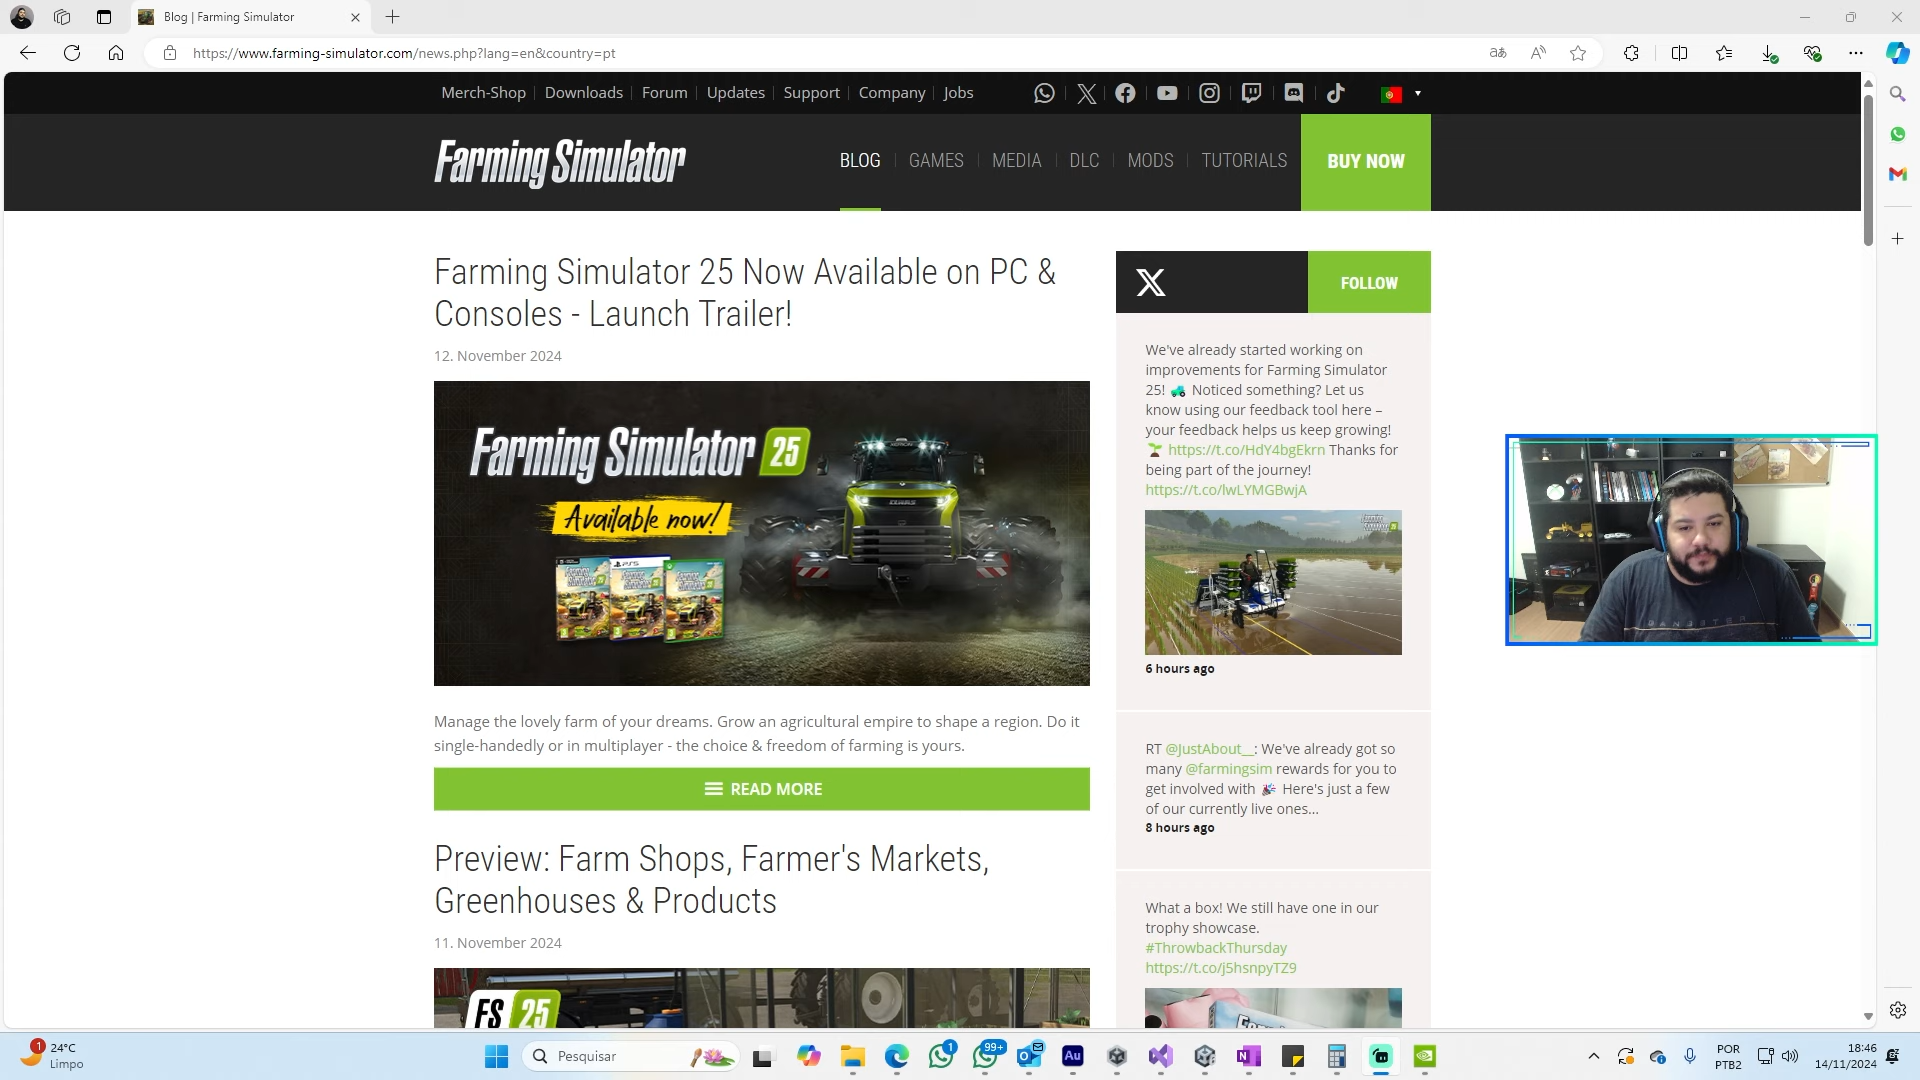 Blog | Farming Simulator
https://www.farming-simulator.com/news.php?lang=en&country=pt
Merch-Shop
Downloads
Forum
Updates
Support
Company
Jobs
Farming Simulator
BLOG
GAMES
MEDIA
DLC
MODS
TUTORIALS
BUY NOW
Farming Simulator 25 Now Available on PC &
Consoles - Launch Trailer!
12. November 2024
Farming Simulator 25
Available now!
CLAAS
Manage the lovely farm of your dreams. Grow an agricultural empire to shape a region. Do it
single-handedly or in multiplayer - the choice & freedom of farming is yours.
READ MORE
Preview: Farm Shops, Farmer's Markets,
Greenhouses & Products
11. November 2024
FS 25
FOLLOW
We've already started working on
improvements for Farming Simulator
25! 🚜 Noticed something? Let us
know using our feedback tool here –
your feedback helps us keep growing!
🌱 https://t.co/HdY4bgEkrn Thanks for
being part of the journey!
https://t.co/lwLYMGBwjA
6 hours ago
RT @JustAbout__: We've already got so
many @farmingsim rewards for you to
get involved with 🎉 Here's just a few
of our currently live ones...
8 hours ago
What a box! We still have one in our
trophy showcase.
#ThrowbackThursday
https://t.co/j5hsnpyTZ9
1
24°C
Limpo
Pesquisar
1
99+
Au
POR
PTB2
18:46
14/11/2024